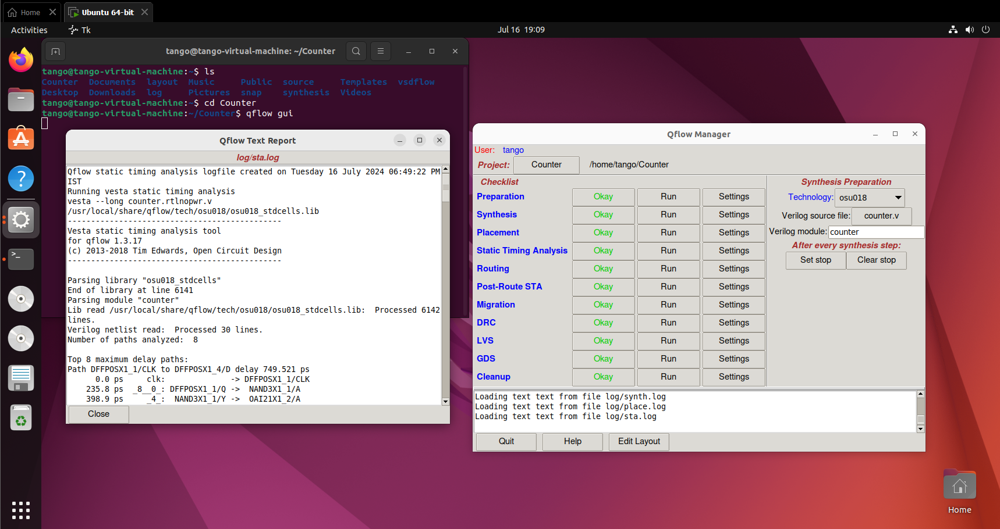 Home
Ubuntu 64-bit
Activities
Tk
Jul 16 19:09
tango@tango-virtual-machine: ~/Counter
tango@tango-virtual-machine:~$ ls
Counter Documents layout Music Public source Templates vsdflow
Desktop Downloads log Pictures snap synthesis Videos
tango@tango-virtual-machine:~$ cd Counter
tango@tango-virtual-machine:~/Counter$ qflow gui
Qflow Text Report
log/sta.log
Qflow static timing analysis logfile created on Tuesday 16 July 2024 06:49:22 PM
IST
Running vesta static timing analysis
vesta --long counter.rtlnopwr.v
/usr/local/share/qflow/tech/osu018/osu018_stdcells.lib
----------------------------------------------
Vesta static timing analysis tool
for qflow 1.3.17
(c) 2013-2018 Tim Edwards, Open Circuit Design
----------------------------------------------
Parsing library "osu018_stdcells"
End of library at line 6141
Parsing module "counter"
Lib read /usr/local/share/qflow/tech/osu018/osu018_stdcells.lib: Processed 6142
lines.
Verilog netlist read: Processed 30 lines.
Number of paths analyzed: 8
Top 8 maximum delay paths:
Path DFFPOSX1_1/CLK to DFFPOSX1_4/D delay 749.521 ps
0.0 ps clk: -> DFFPOSX1_1/CLK
235.8 ps _8__0_: DFFPOSX1_1/Q -> NAND3X1_1/A
398.9 ps _4_: NAND3X1_1/Y -> OAI21X1_2/A
Close
Qflow Manager
User: tango
Project: Counter /home/tango/Counter
Checklist
Preparation Okay Run Settings
Synthesis Okay Run Settings
Placement Okay Run Settings
Static Timing Analysis Okay Run Settings
Routing Okay Run Settings
Post-Route STA Okay Run Settings
Migration Okay Run Settings
DRC Okay Run Settings
LVS Okay Run Settings
GDS Okay Run Settings
Cleanup Okay Run Settings
Synthesis Preparation
Technology: osu018
Verilog source file: counter.v
Verilog module: counter
After every synthesis step:
Set stop Clear stop
Loading text text from file log/synth.log
Loading text text from file log/place.log
Loading text text from file log/sta.log
Quit Help Edit Layout
Home